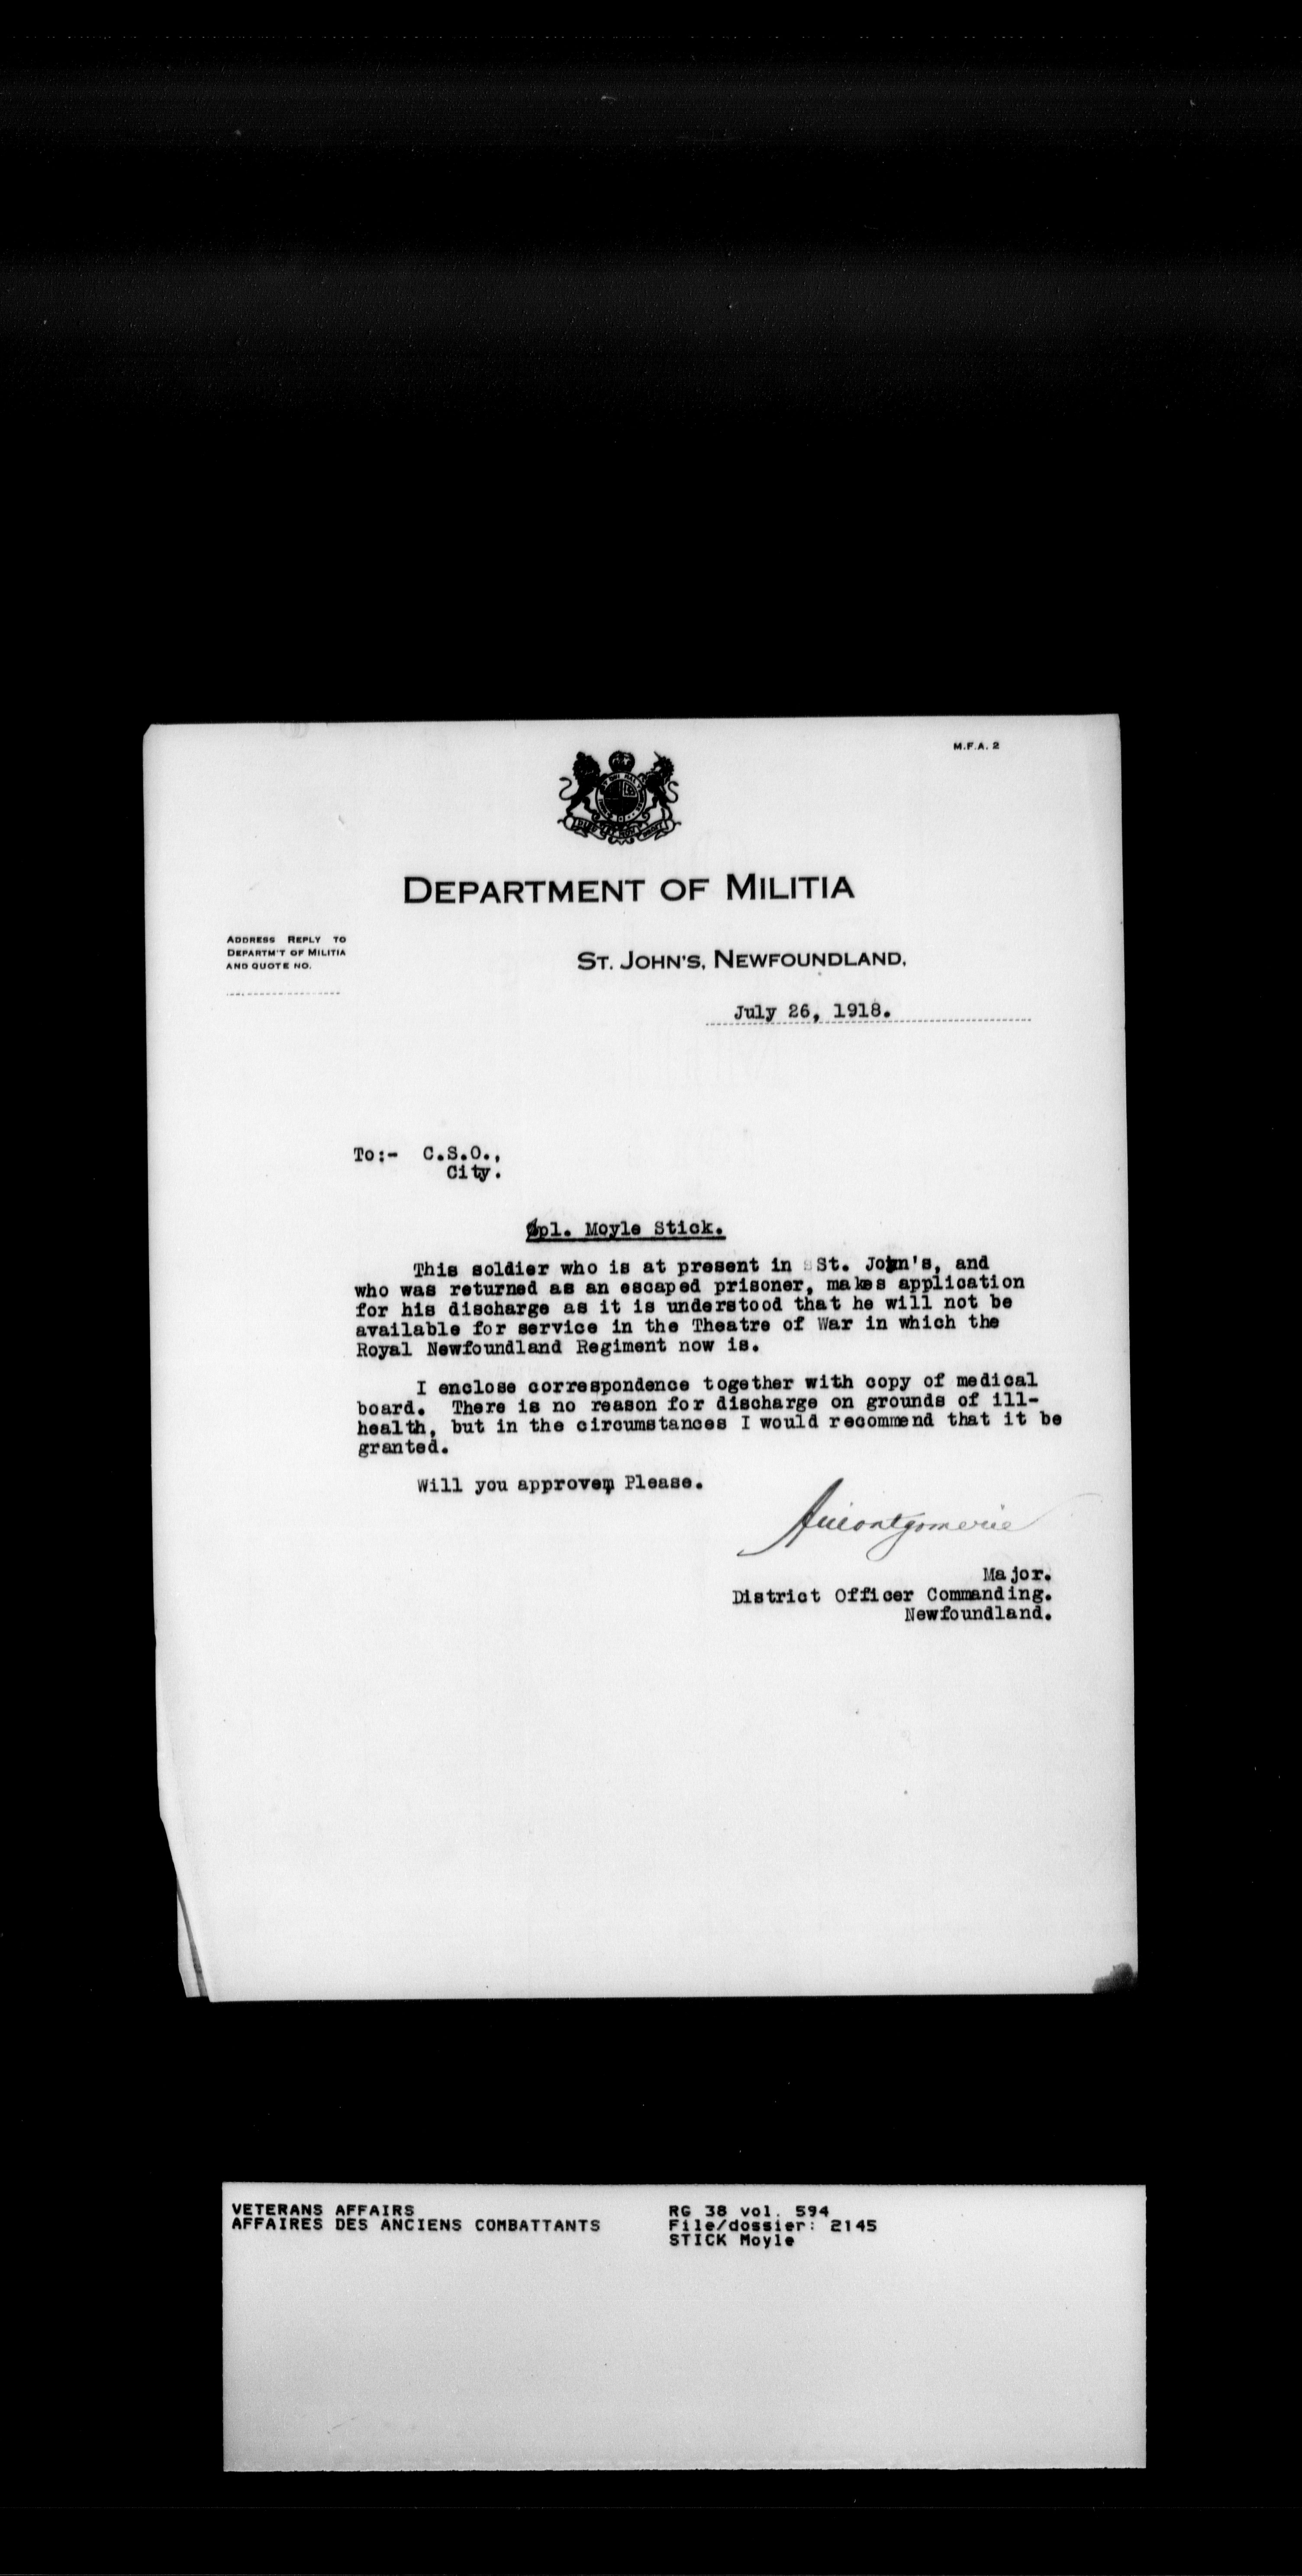 M.F.A. 2
DEPARTMENT OF MILITIA
ADDRESS REPLY TO
DEPARTM'T OF MILITIA
AND QUOTE NO.
ST. JOHN'S, NEWFOUNDLAND,
July 26, 1918.
To:- C.S.O.,
City.
Cpl. Moyle Stick.
This soldier who is at present in St. John's, and
who was returned as an escaped prisoner, makes application
for his discharge as it is understood that he will not be
available for service in the Theatre of War in which the
Royal Newfoundland Regiment now is.
I enclose correspondence together with copy of medical
board. There is no reason for discharge on grounds of ill-
health, but in the circumstances I would recommend that it be
granted.
Will you approve, Please.
Montgomerie
Major.
District Officer Commanding.
Newfoundland.
VETERANS AFFAIRS
AFFAIRES DES ANCIENS COMBATTANTS
RG 38 vol. 594
File/dossier: 2145
STICK Moyle